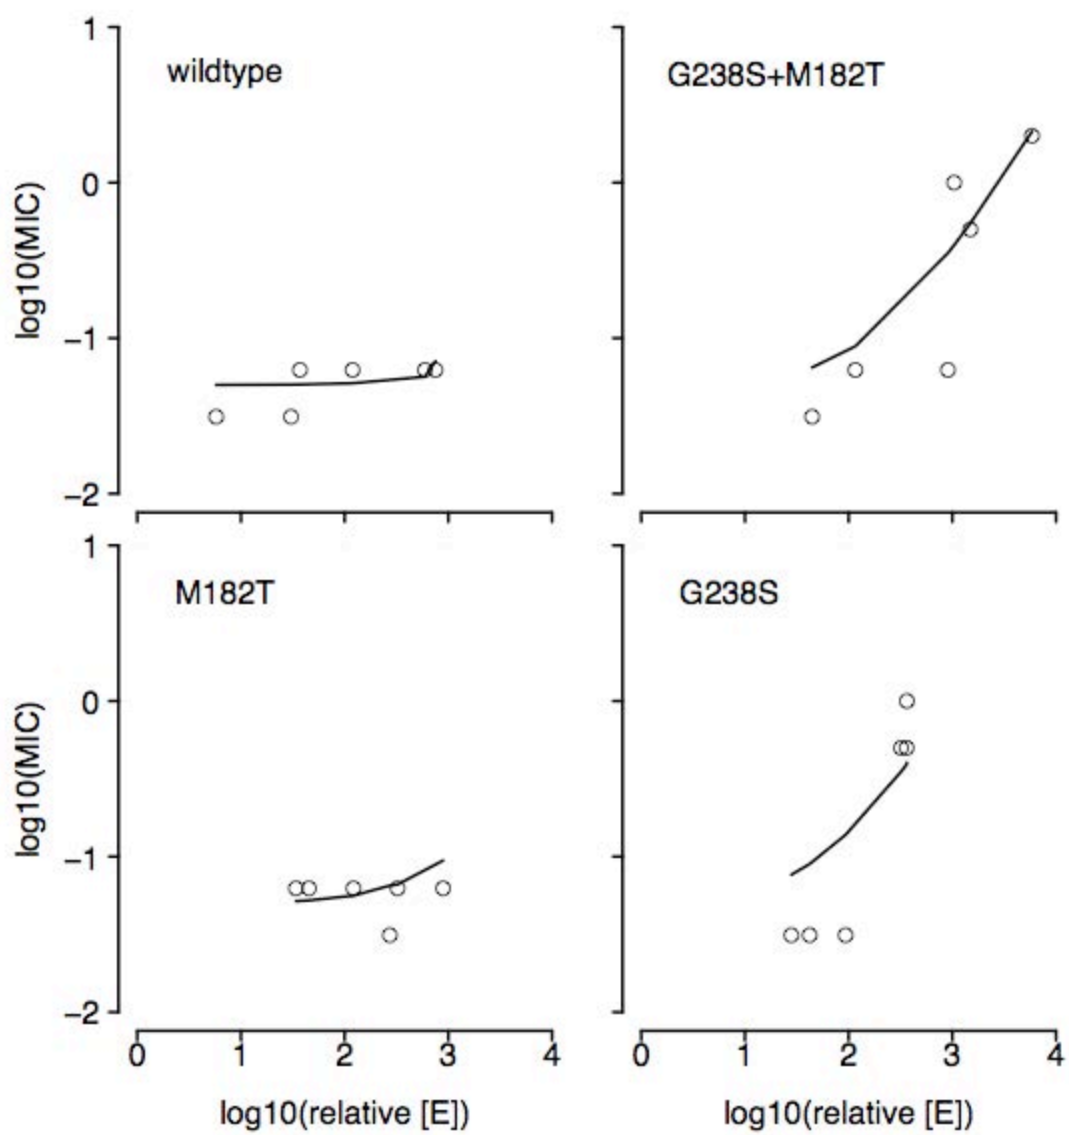 1
wildtype
G238S+M182T
0
log10(MIC)
−1
−2
1
M182T
G238S
0
log10(MIC)
−1
−2
0 1 2 3 4
0 1 2 3 4
log10(relative [E])
log10(relative [E])